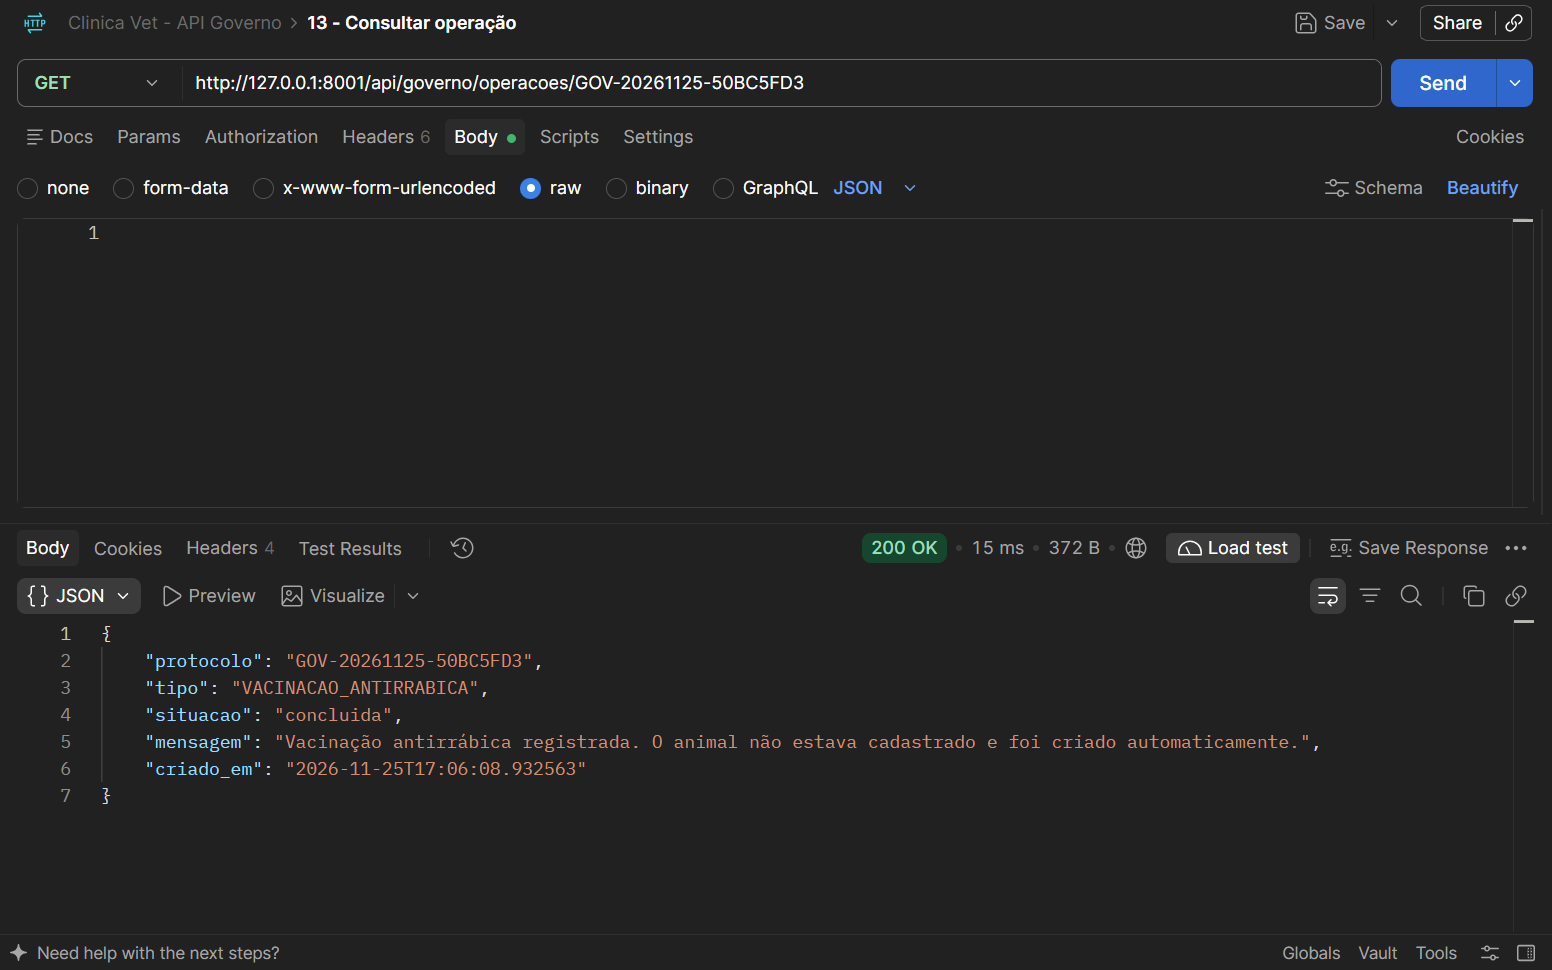 HTTP Clinica Vet - API Governo > 13 - Consultar operação Save Share
GET http://127.0.0.1:8001/api/governo/operacoes/GOV-20261125-50BC5FD3 Send
Docs Params Authorization Headers 6 Body Scripts Settings Cookies
none form-data x-www-form-urlencoded raw binary GraphQL JSON Schema Beautify
1
Body Cookies Headers 4 Test Results 200 OK 15 ms 372 B Load test e.g. Save Response
{} JSON Preview Visualize
1 {
2 "protocolo": "GOV-20261125-50BC5FD3",
3 "tipo": "VACINACAO_ANTIRRABICA",
4 "situacao": "concluida",
5 "mensagem": "Vacinação antirrábica registrada. O animal não estava cadastrado e foi criado automaticamente.",
6 "criado_em": "2026-11-25T17:06:08.932563"
7 }
Need help with the next steps? Globals Vault Tools